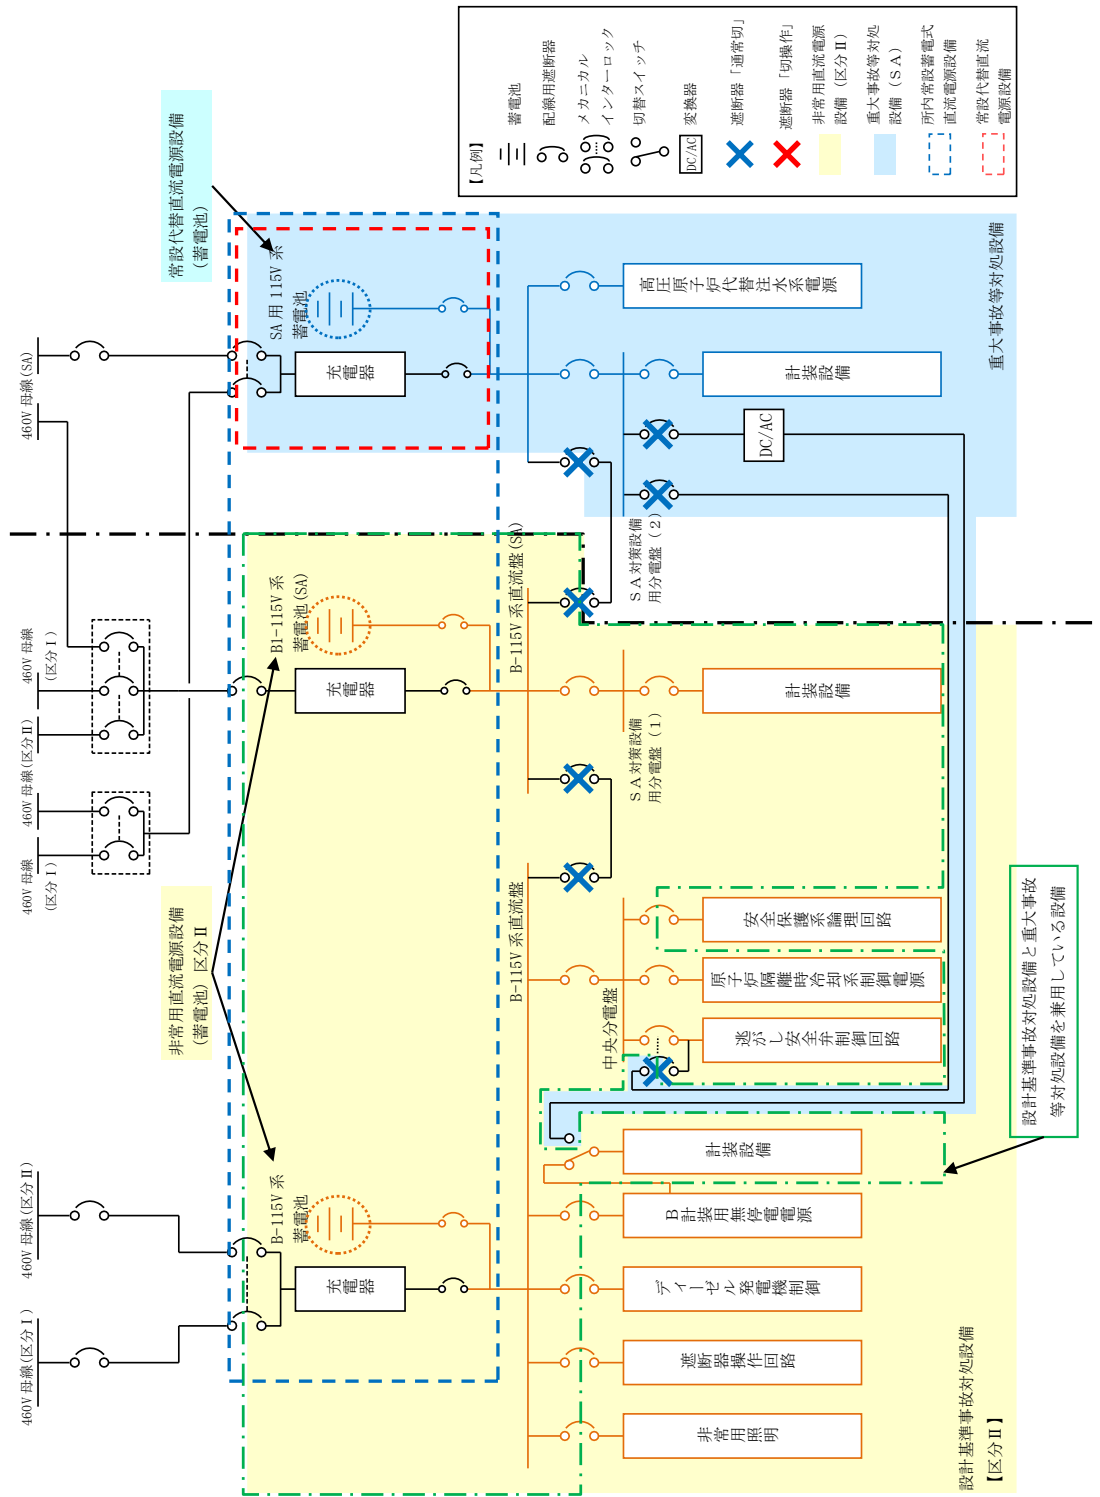 【凡例】
蓄電池
配線用遮断器
メカニカル
インターロック
切替スイッチ
DC/AC
変換器
遮断器「通常切」
遮断器「切操作」
非常用直流電源
設備（区分Ⅱ）
重大事故等対処
設備（ＳＡ）
所内常設蓄電式
直流電源設備
常設代替直流
電源設備
常設代替直流電源設備
（蓄電池）
460V 母線(SA)
SA 用 115V 系
蓄電池
充電器
高圧原子炉代替注水系電源
計装設備
DC/AC
重大事故等対処設備
ＳＡ対策設備
用分電盤（２）
460V 母線
(区分Ⅰ)
460V 母線(区分Ⅱ)
460V 母線(区分Ⅱ)
460V 母線
(区分Ⅰ)
B1-115V 系
蓄電池(SA)
充電器
B-115V 系直流盤(SA)
計装設備
ＳＡ対策設備
用分電盤（１）
非常用直流電源設備
（蓄電池）区分Ⅱ
B-115V 系直流盤
中央分電盤
安全保護系論理回路
原子炉隔離時冷却系制御電源
逃がし安全弁制御回路
設計基準事故対処設備と重大事故
等対処設備を兼用している設備
460V 母線(区分Ⅱ)
460V 母線(区分Ⅰ)
B-115V 系
蓄電池
充電器
計装設備
B計装用無停電電源
ディーゼル発電機制御
遮断器操作回路
非常用照明
設計基準事故対処設備
【区分Ⅱ】